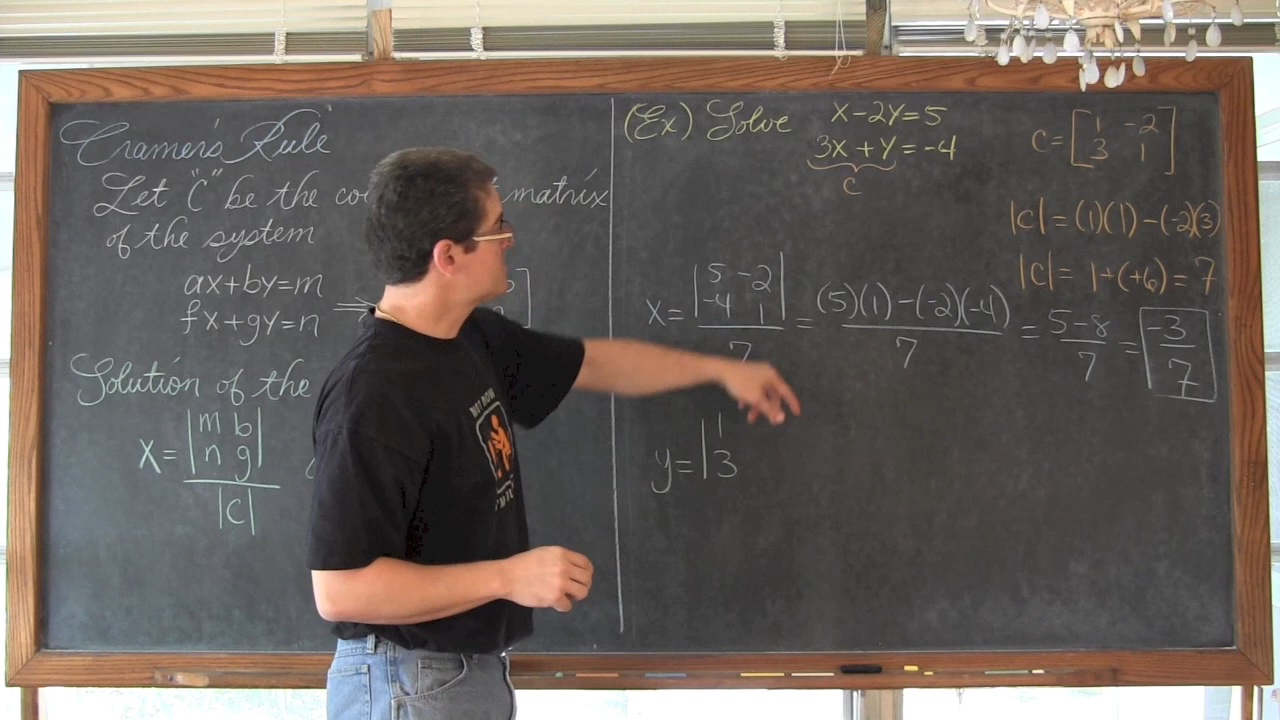 Cramer's Rule
Let "C" be the matrix
of the system
ax+by=m
fx+gy=n ⇒
Solution of the
x= |m b|
|n g|
|c|
(Ex) Solve x-2y=5
3x+y=-4
c
c= [1 -2]
[3 1]
|c| = (1)(1)-(-2)(3)
|c| = 1+(+6) = 7
x= |5 -2| = (5)(1)-(-2)(-4) = 5-8 = -3
|-4 1|
7 7 7 7
y= |1
|3